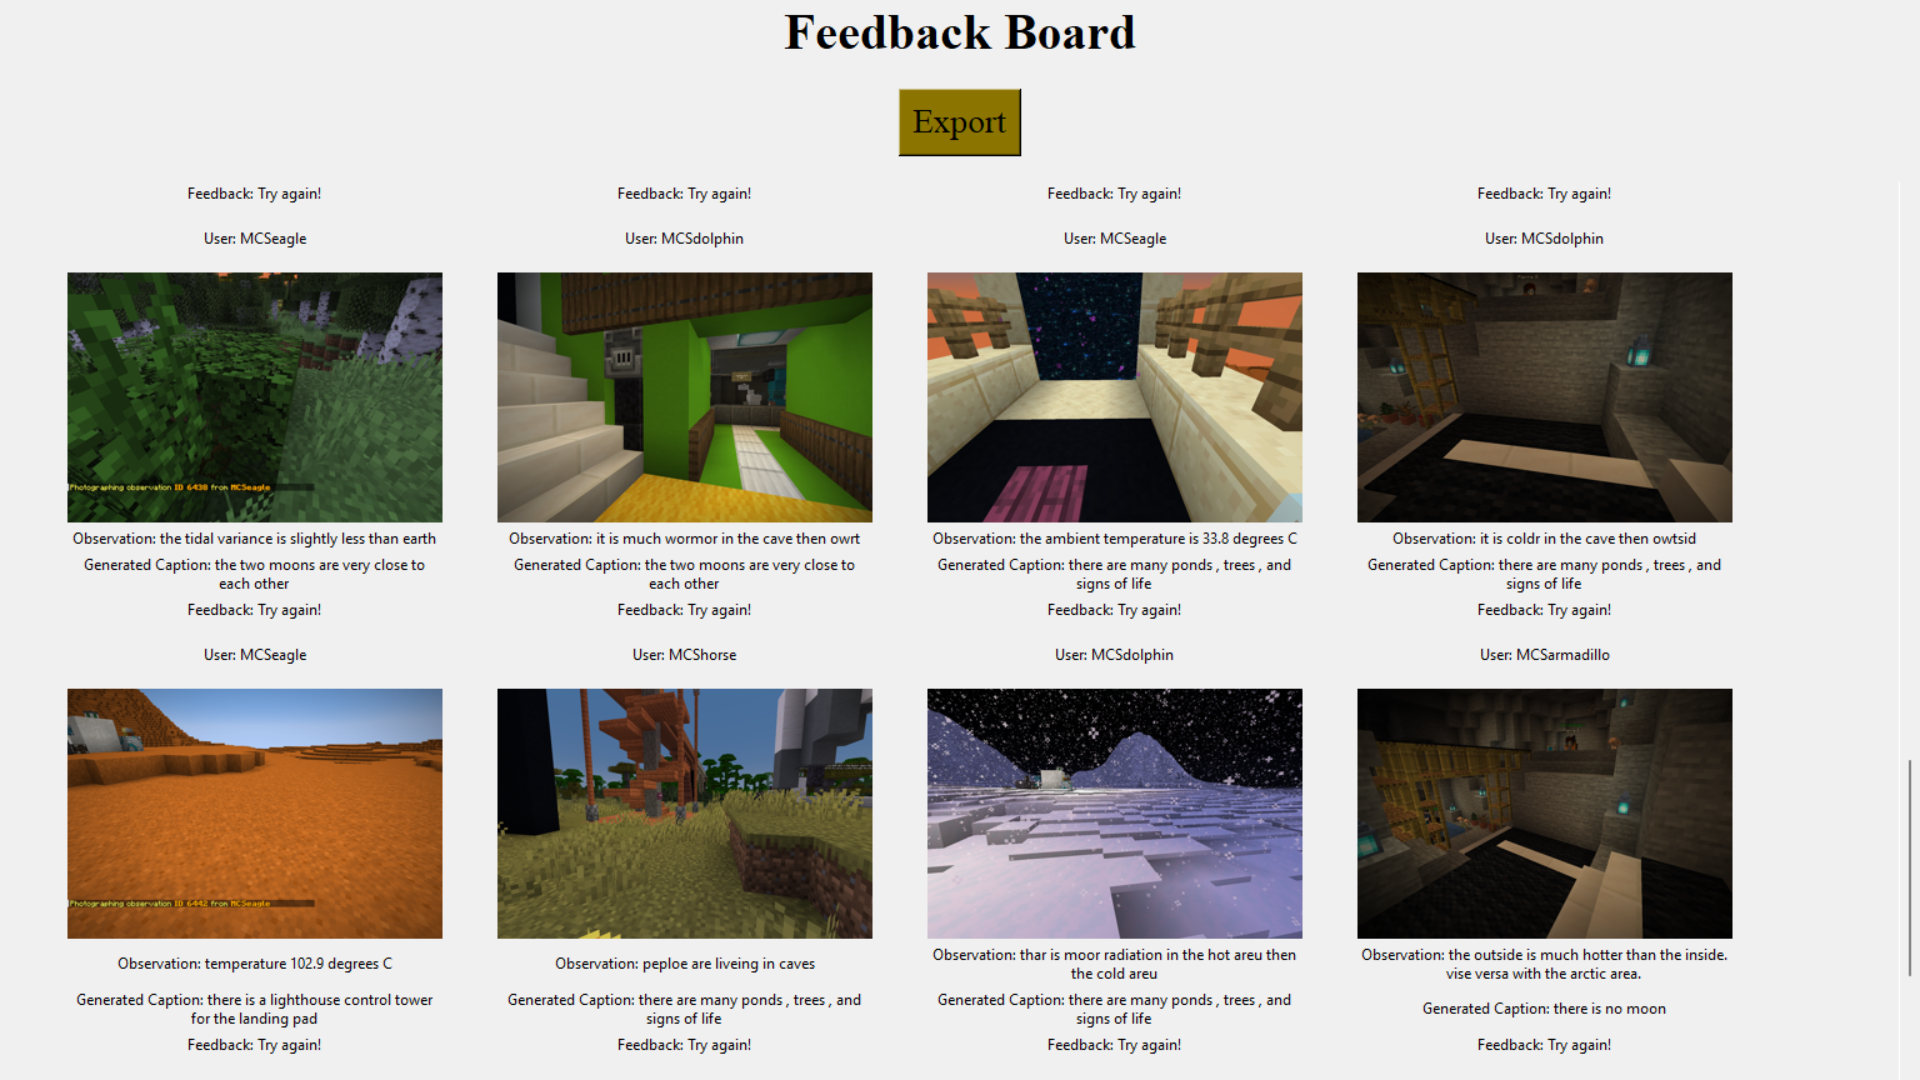 Feedback Board
Export
Feedback: Try again!
Feedback: Try again!
Feedback: Try again!
Feedback: Try again!
User: MCSeagle
User: MCSdolphin
User: MCSeagle
User: MCSdolphin
Photographing observation ID 6438 from MCSeagle
Observation: the tidal variance is slightly less than earth
Observation: it is much wormor in the cave then owrt
Observation: the ambient temperature is 33.8 degrees C
Observation: it is coldr in the cave then owtsid
Generated Caption: the two moons are very close to
each other
Generated Caption: the two moons are very close to
each other
Generated Caption: there are many ponds , trees , and
signs of life
Generated Caption: there are many ponds , trees , and
signs of life
Feedback: Try again!
Feedback: Try again!
Feedback: Try again!
Feedback: Try again!
User: MCSeagle
User: MCShorse
User: MCSdolphin
User: MCSarmadillo
Photographing observation ID 6442 from MCSeagle
Observation: temperature 102.9 degrees C
Observation: peploe are liveing in caves
Observation: thar is moor radiation in the hot areu then
the cold areu
Observation: the outside is much hotter than the inside.
vise versa with the arctic area.
Generated Caption: there is a lighthouse control tower
for the landing pad
Generated Caption: there are many ponds , trees , and
signs of life
Generated Caption: there are many ponds , trees , and
signs of life
Generated Caption: there is no moon
Feedback: Try again!
Feedback: Try again!
Feedback: Try again!
Feedback: Try again!